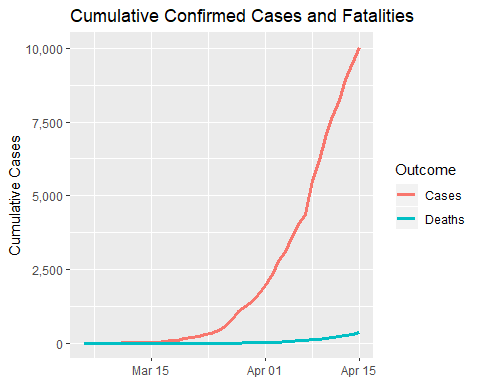 Cumulative Confirmed Cases and Fatalities
Cumulative Cases
10,000
7,500
5,000
2,500
0
Mar 15
Apr 01
Apr 15
Outcome
Cases
Deaths